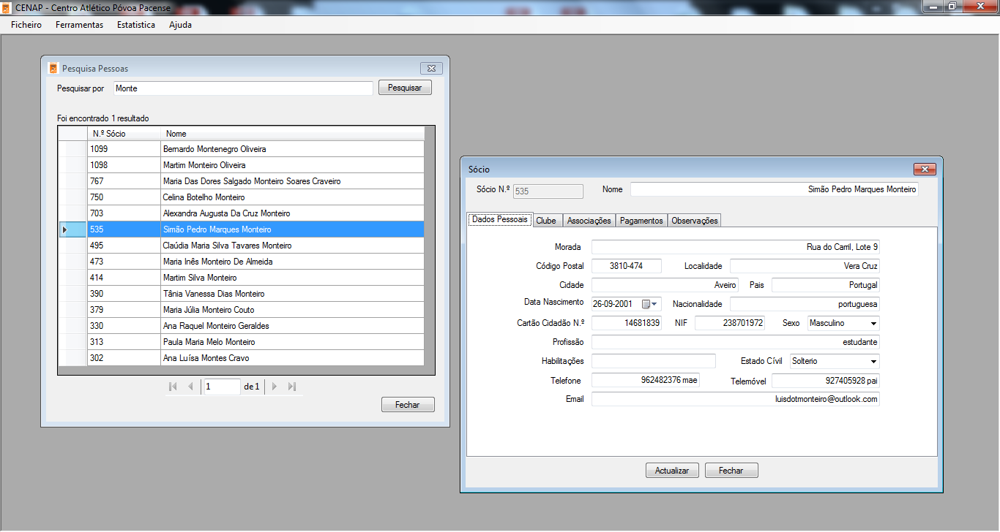 CENAP - Centro Atlético Póvoa Pacense
Ficheiro Ferramentas Estatistica Ajuda
Pesquisa Pessoas
Pesquisar por Monte Pesquisar
Foi encontrado 1 resultado
N.º Sócio Nome
1099 Bernardo Montenegro Oliveira
1098 Martim Monteiro Oliveira
767 Maria Das Dores Salgado Monteiro Soares Craveiro
750 Celina Botelho Monteiro
703 Alexandra Augusta Da Cruz Monteiro
535 Simão Pedro Marques Monteiro
495 Claúdia Maria Silva Tavares Monteiro
473 Maria Inês Monteiro De Almeida
414 Martim Silva Monteiro
390 Tânia Vanessa Dias Monteiro
379 Maria Júlia Monteiro Couto
330 Ana Raquel Monteiro Geraldes
313 Paula Maria Melo Monteiro
302 Ana Luísa Montes Cravo
1 de 1
Fechar
Sócio
Sócio N.º 535 Nome Simão Pedro Marques Monteiro
Dados Pessoais Clube Associações Pagamentos Observações
Morada Rua do Carril, Lote 9
Código Postal 3810-474 Localidade Vera Cruz
Cidade Aveiro Pais Portugal
Data Nascimento 26-09-2001 Nacionalidade portuguesa
Cartão Cidadão N.º 14681839 NIF 238701972 Sexo Masculino
Profissão estudante
Habilitações Estado Cívil Solterio
Telefone 962482376 mae Telemóvel 927405928 pai
Email luisdotmonteiro@outlook.com
Actualizar Fechar